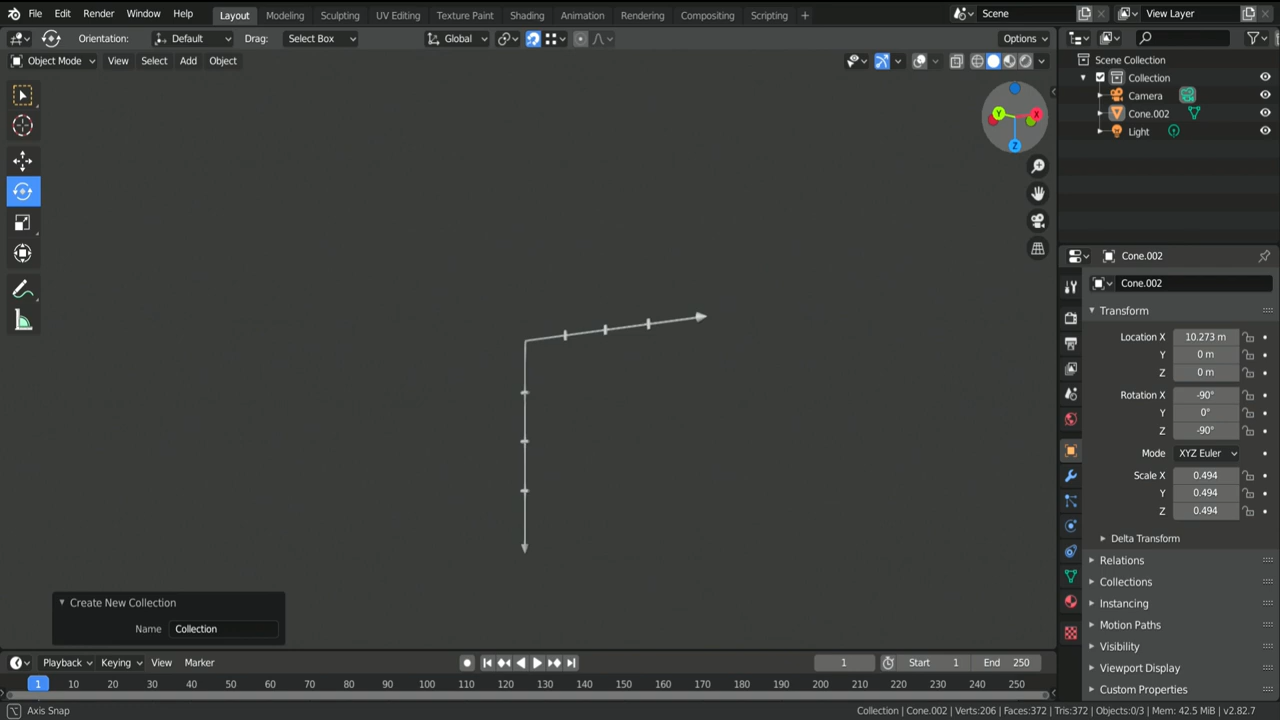 File Edit Render Window Help Layout Modeling Sculpting UV Editing Texture Paint Shading Animation Rendering Compositing Scripting + Scene View Layer
Orientation: Default Drag: Select Box Global Options
Object Mode View Select Add Object
Scene Collection
Collection
Camera
Cone.002
Light
Y X
Z
Cone.002
Cone.002
Transform
Location X 10.273 m
Y 0 m
Z 0 m
Rotation X -90°
Y 0°
Z -90°
Mode XYZ Euler
Scale X 0.494
Y 0.494
Z 0.494
Delta Transform
Relations
Collections
Instancing
Motion Paths
Visibility
Viewport Display
Custom Properties
Create New Collection
Name Collection
Playback Keying View Marker 1 Start 1 End 250
1 10 20 30 40 50 60 70 80 90 100 110 120 130 140 150 160 170 180 190 200 210 220 230 240 250
Axis Snap Collection | Cone.002 | Verts:206 | Faces:372 | Tris:372 | Objects:0/3 | Mem: 42.5 MiB | v2.82.7